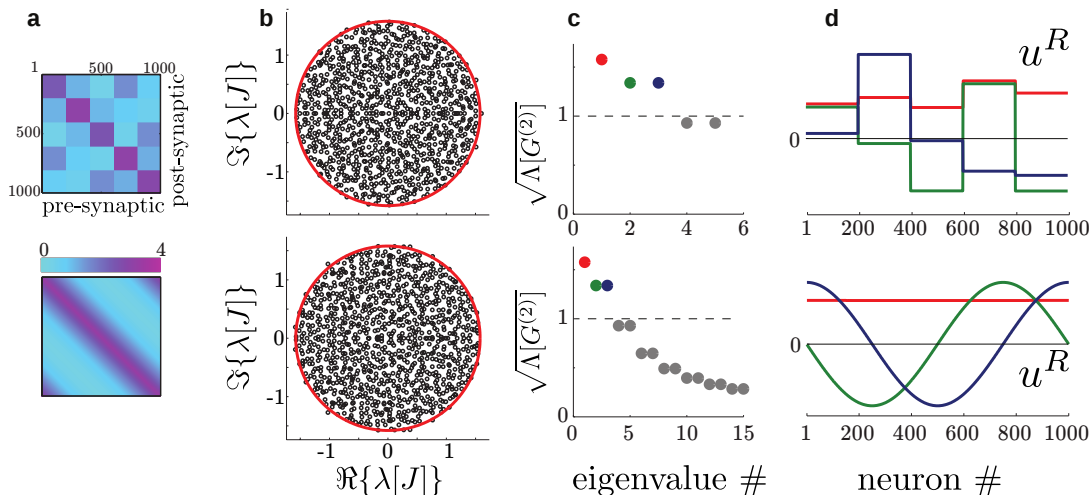 a
1 500 1000
500
1000
pre-synaptic
post-synaptic
0 4
b
ℑ{λ[J]}
1
0
-1
ℑ{λ[J]}
1
0
-1
-1 0 1
ℜ{λ[J]}
c
√Λ[G⁽²⁾]
1
0
0 2 4 6
√Λ[G⁽²⁾]
1
0
0 5 10 15
eigenvalue #
d
uᴿ
0
1 200 400 600 800 1000
0
uᴿ
1 200 400 600 800 1000
neuron #